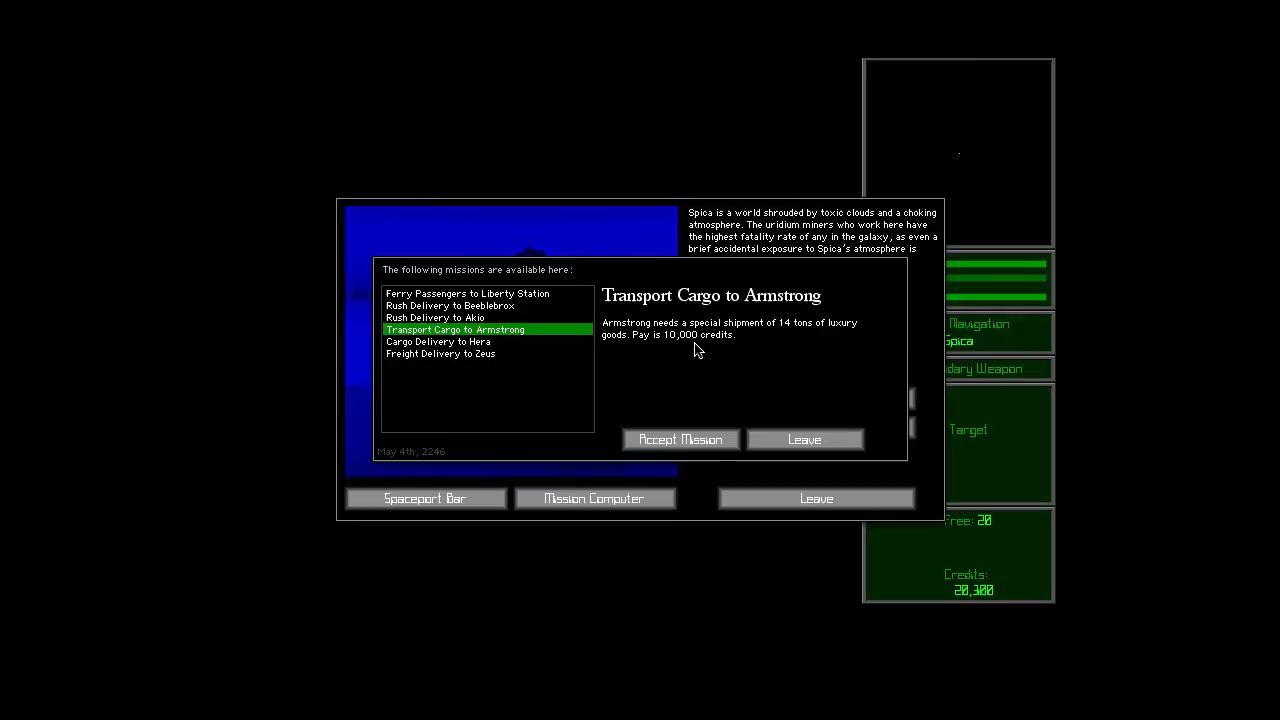 Spica is a world shrouded by toxic clouds and a choking
atmosphere. The uridium miners who work here have
the highest fatality rate of any in the galaxy, as even a
brief accidental exposure to Spica's atmosphere is
The following missions are available here:
Ferry Passengers to Liberty Station
Rush Delivery to Beeblebrox
Rush Delivery to Akio
Transport Cargo to Armstrong
Cargo Delivery to Hera
Freight Delivery to Zeus
Transport Cargo to Armstrong
Armstrong needs a special shipment of 14 tons of luxury
goods. Pay is 10,000 credits.
Accept Mission
Leave
May 4th, 2246
Spaceport Bar
Mission Computer
Leave
Navigation
Spica
dary Weapon
Target
Free: 20
Credits:
20,300